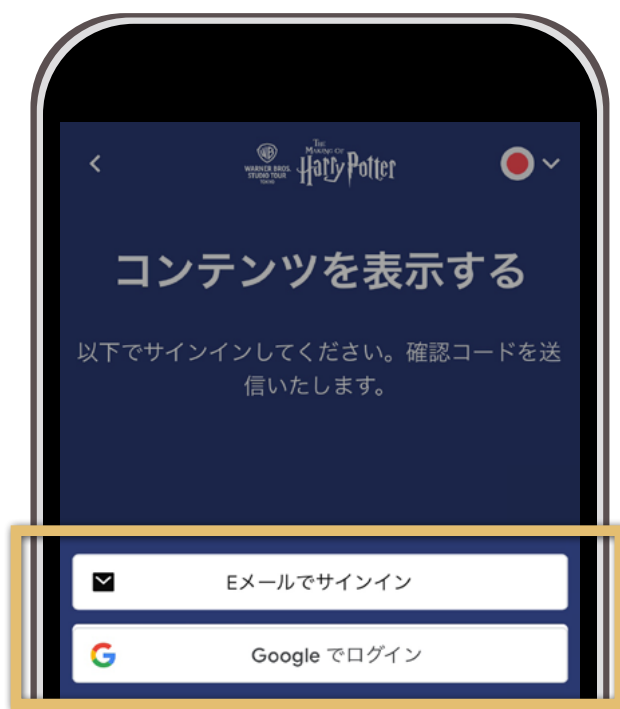 THE
MAKING OF
Harry Potter
WB
WARNER BROS.
STUDIO TOUR
TOKYO
コンテンツを表示する
以下でサインインしてください。確認コードを送
信いたします。
Eメールでサインイン
Google でログイン